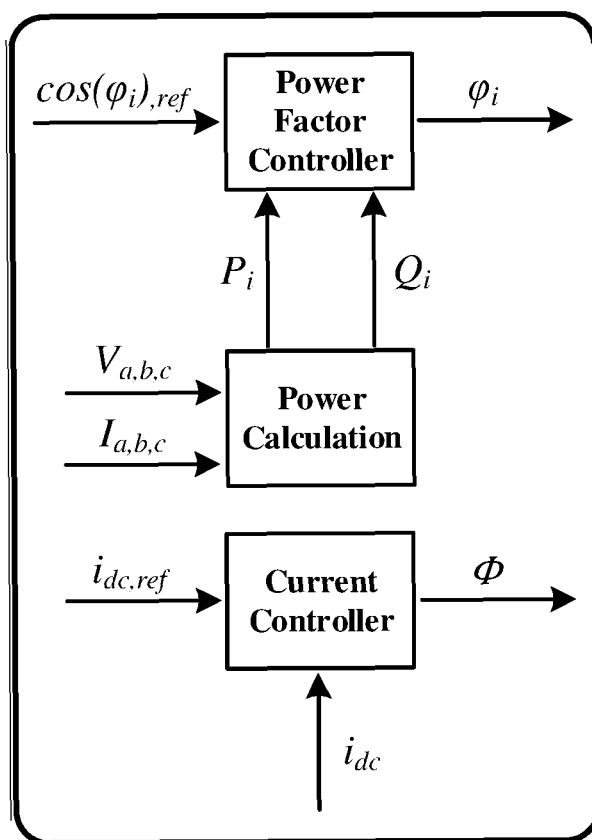 cos(φi),ref
Power
Factor
Controller
φi
Pi
Qi
Va,b,c
Ia,b,c
Power
Calculation
idc,ref
Current
Controller
Φ
idc